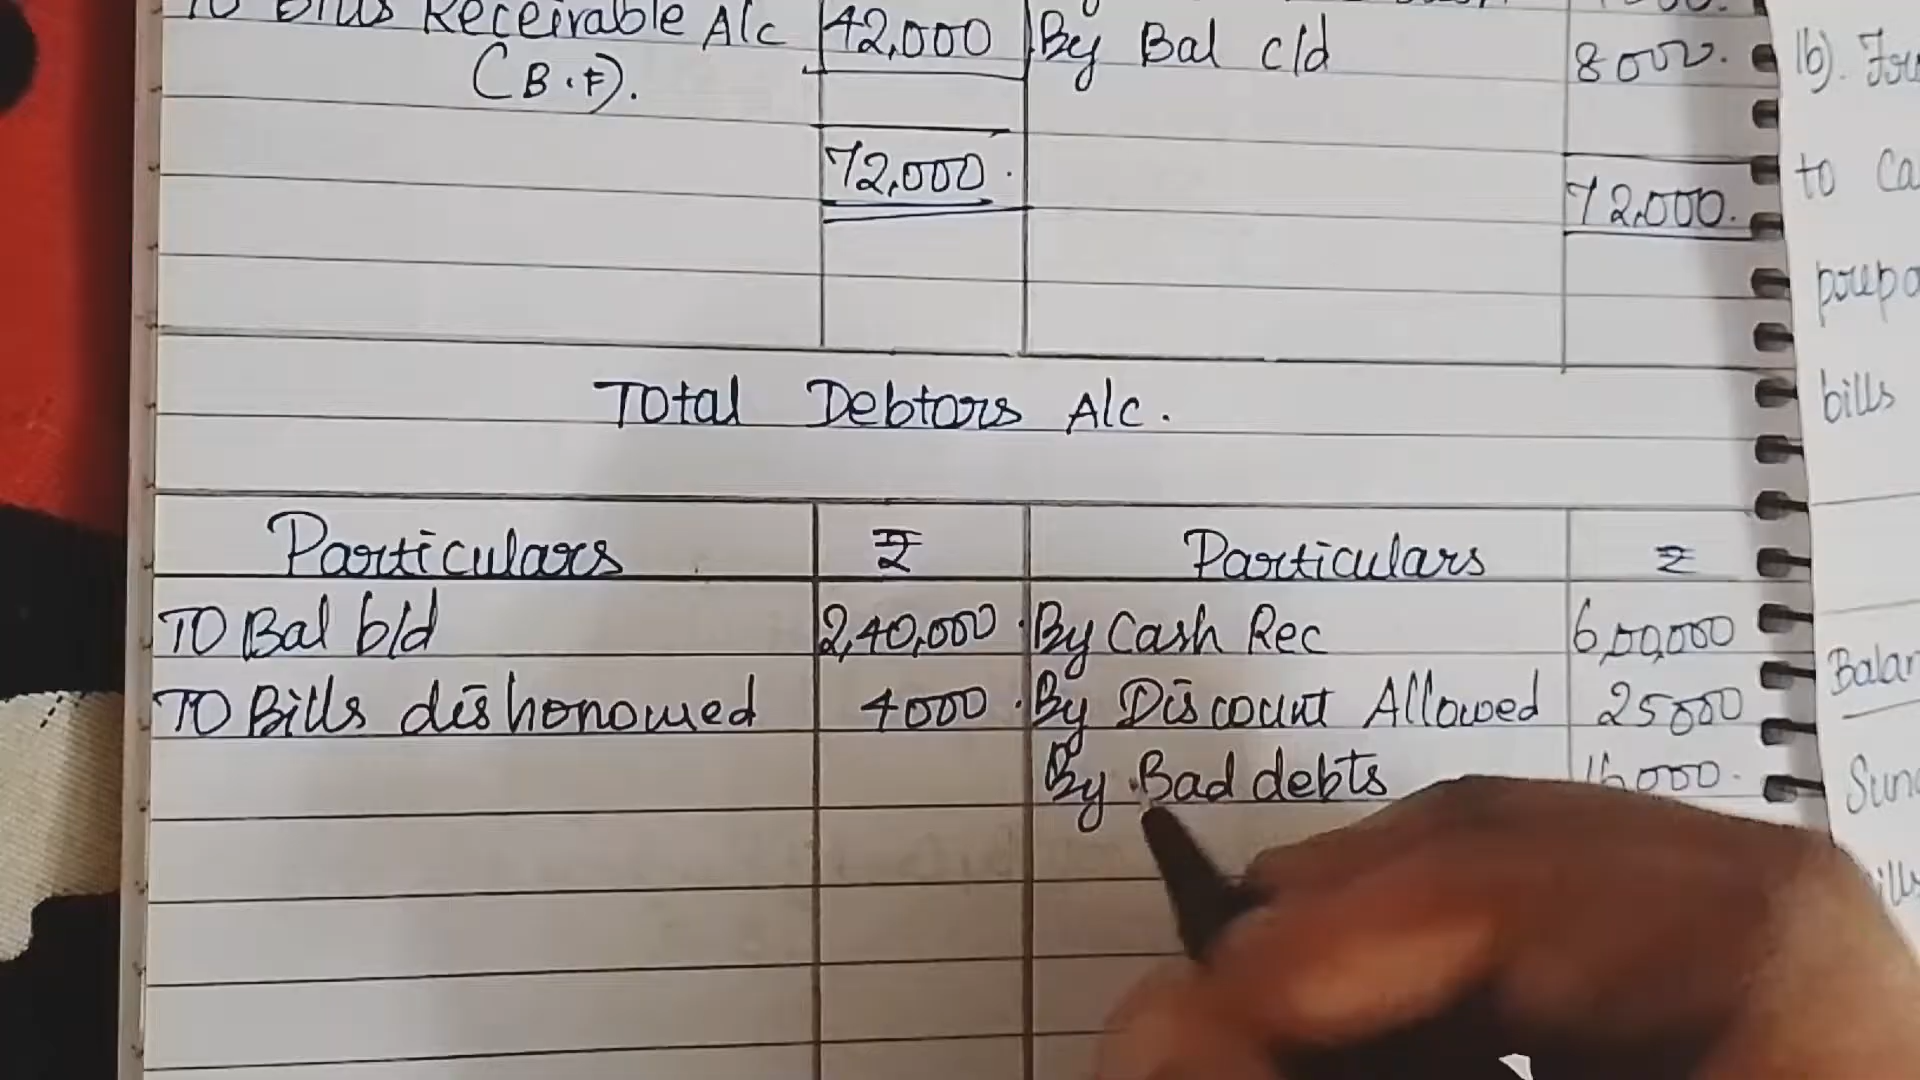 TO Bills Receivable A/c 42,000 By Bal c/d 8000.
(B.F).
72,000. 72,000.
Total Debtors A/c.
Particulars ₹ Particulars ₹
TO Bal b/d 2,40,000 By Cash Rec 6,00,000
TO Bills dishonoured 4000 By Discount Allowed 25000
By Bad debts 000.
16).
to
bills